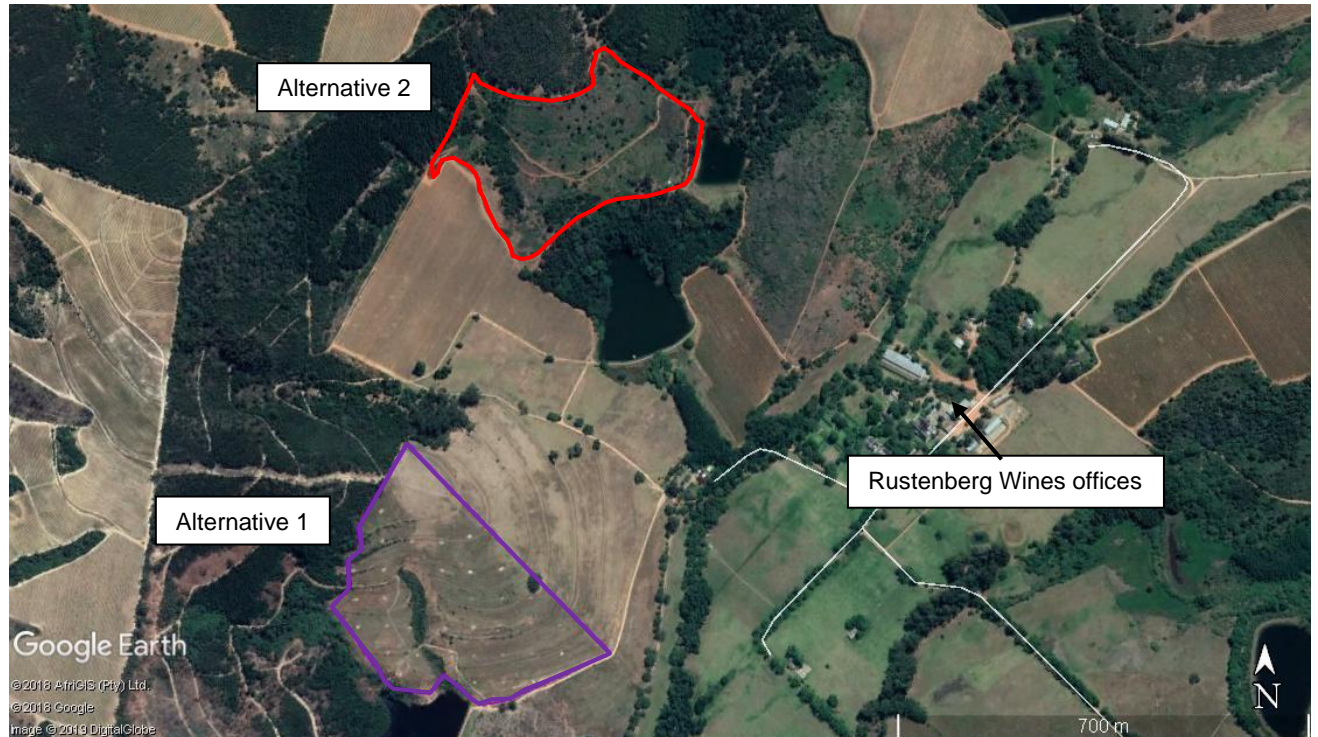 Alternative 2
Rustenberg Wines offices
Alternative 1
Google Earth
© 2018 AfriGIS (Pty) Ltd.
© 2018 Google
Image © 2018 DigitalGlobe
N
700 m